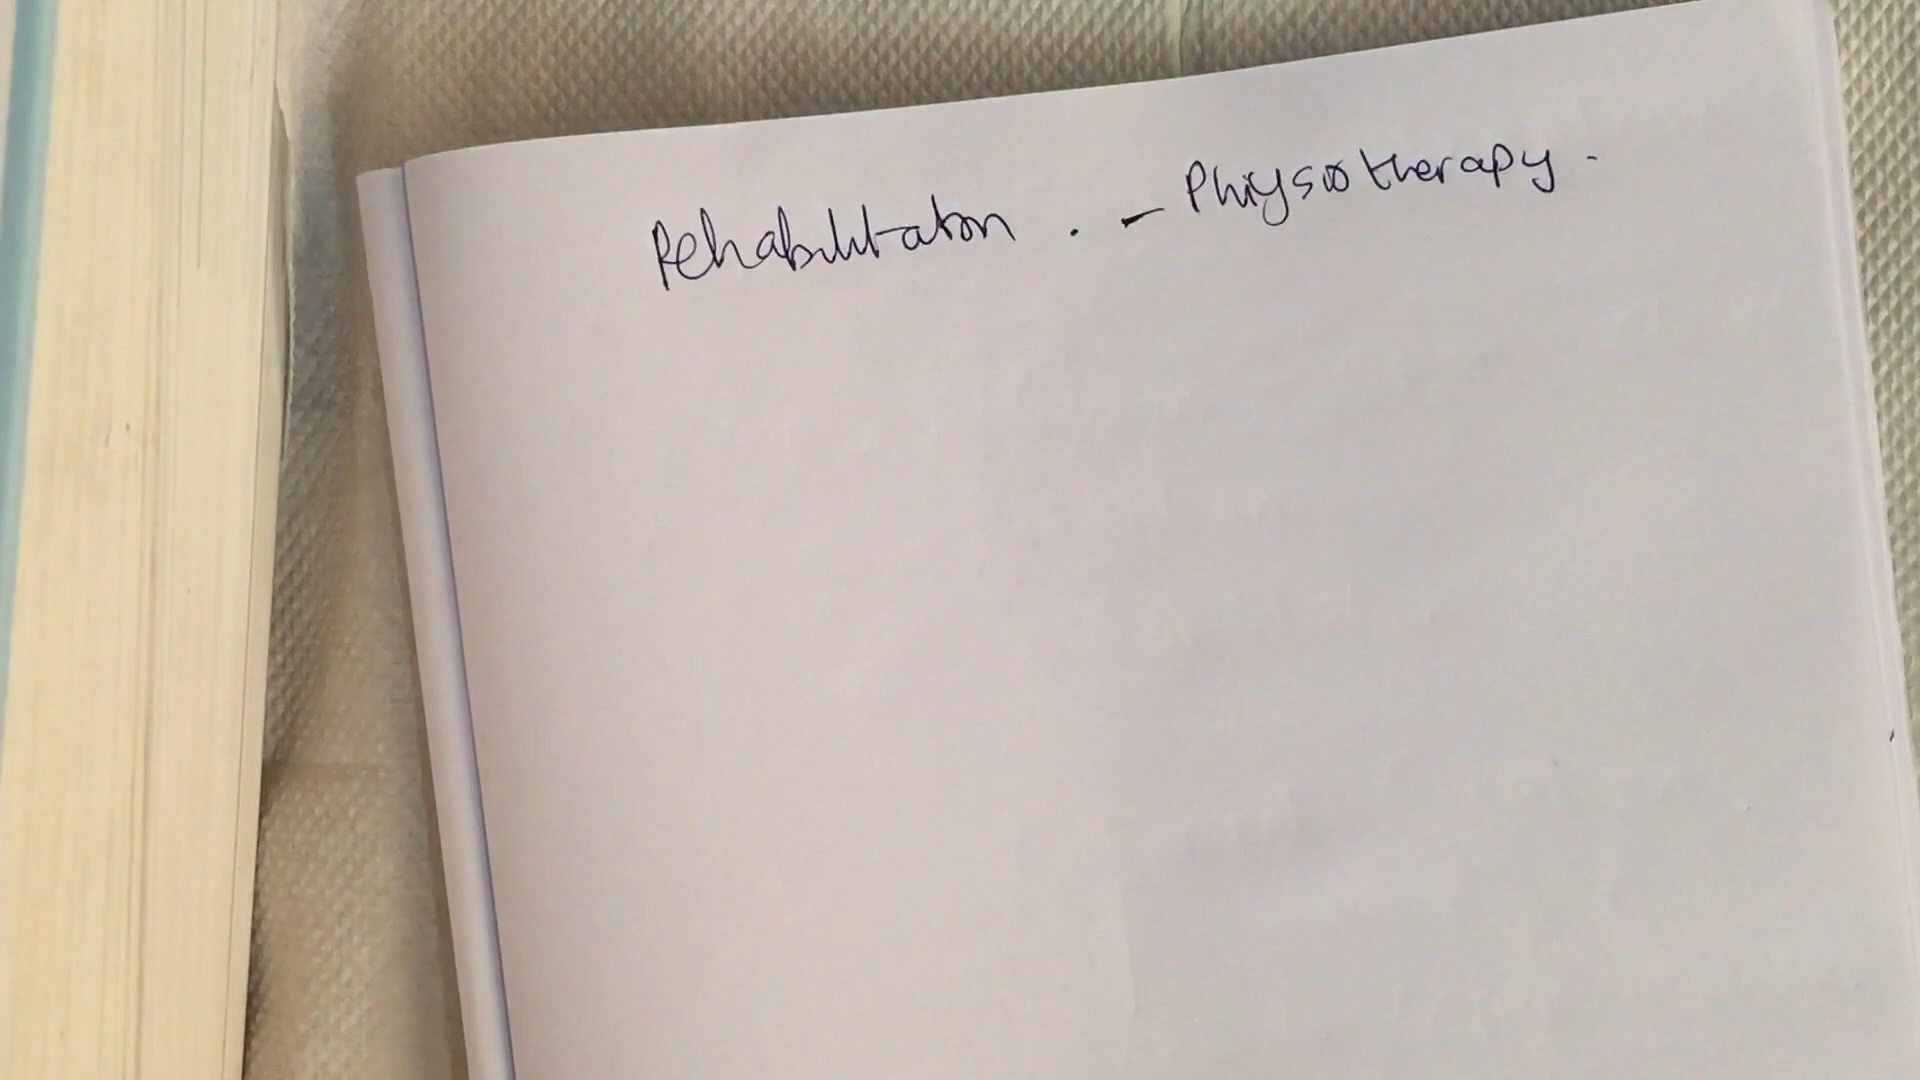 Rehabilitation . - Physiotherapy .